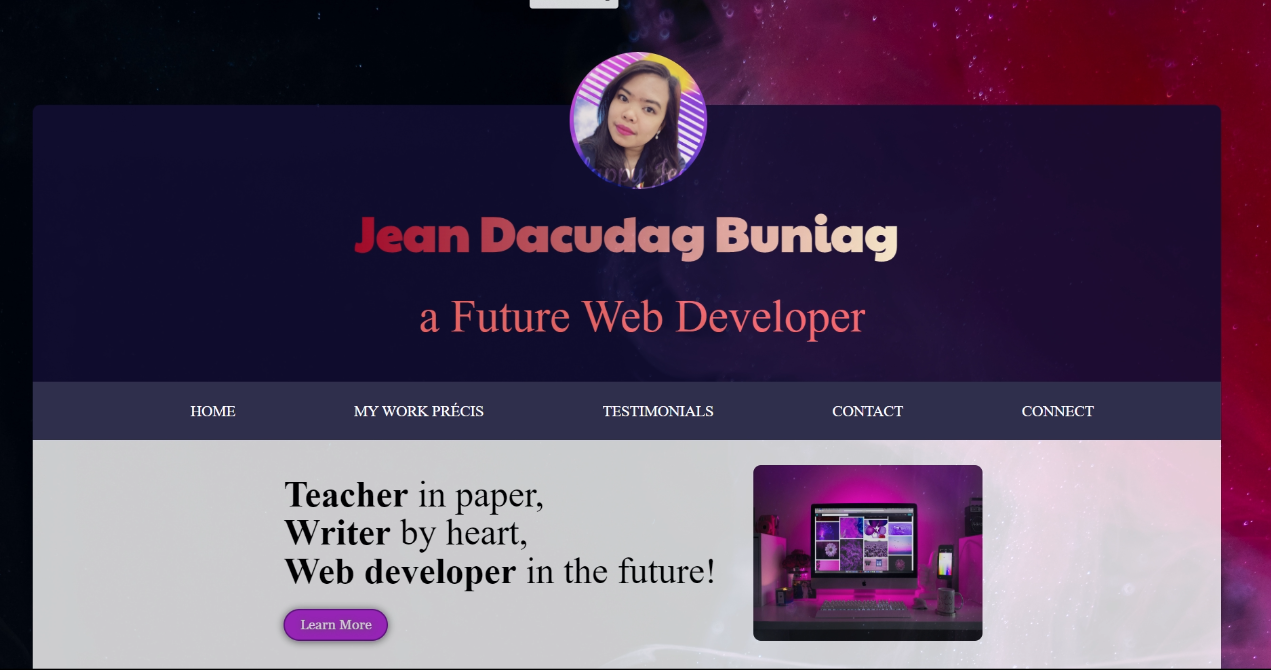 Jean Dacudag Buniag
a Future Web Developer
HOME MY WORK PRÉCIS TESTIMONIALS CONTACT CONNECT
Teacher in paper,
Writer by heart,
Web developer in the future!
Learn More